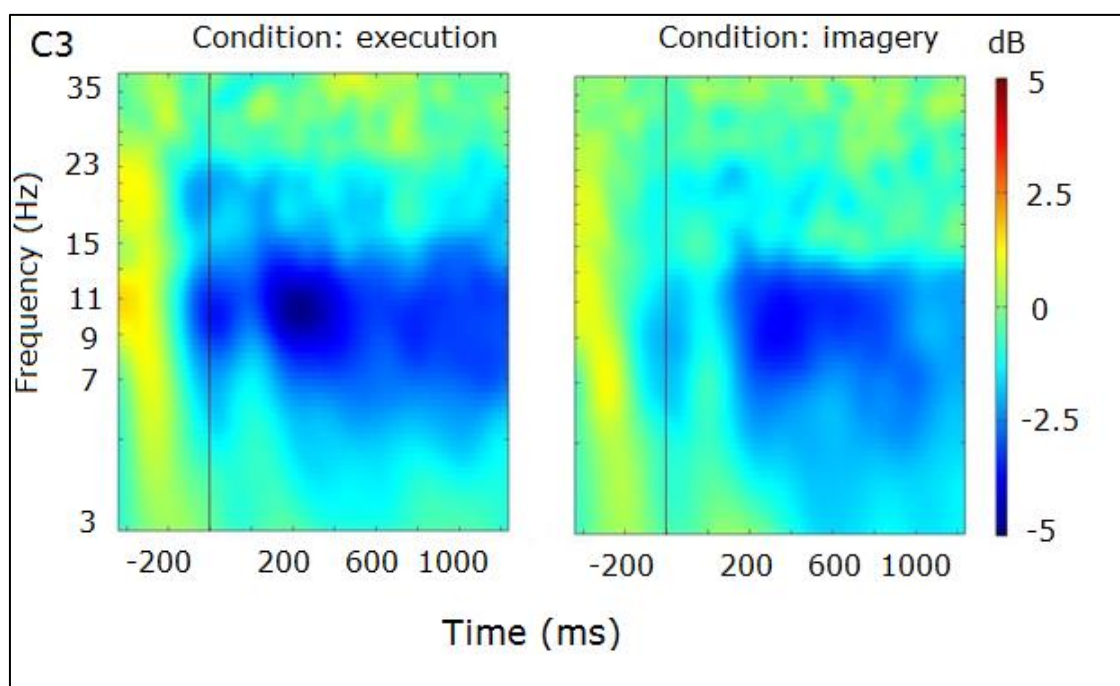 C3
Condition: execution
Condition: imagery
dB
35
23
15
11
9
7
3
Frequency (Hz)
5
2.5
0
-2.5
-5
-200 200 600 1000
-200 200 600 1000
Time (ms)